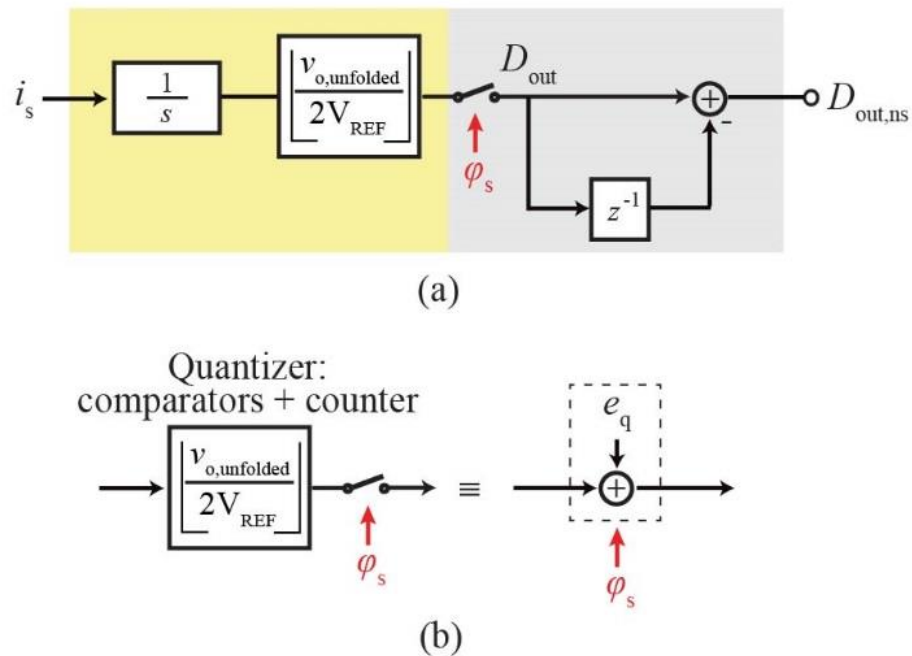 i_s
1
s
v_o,unfolded
2V_REF
D_out
+
-
D_out,ns
φ_s
z^-1
(a)
Quantizer:
comparators + counter
v_o,unfolded
2V_REF
φ_s
≡
e_q
+
φ_s
(b)